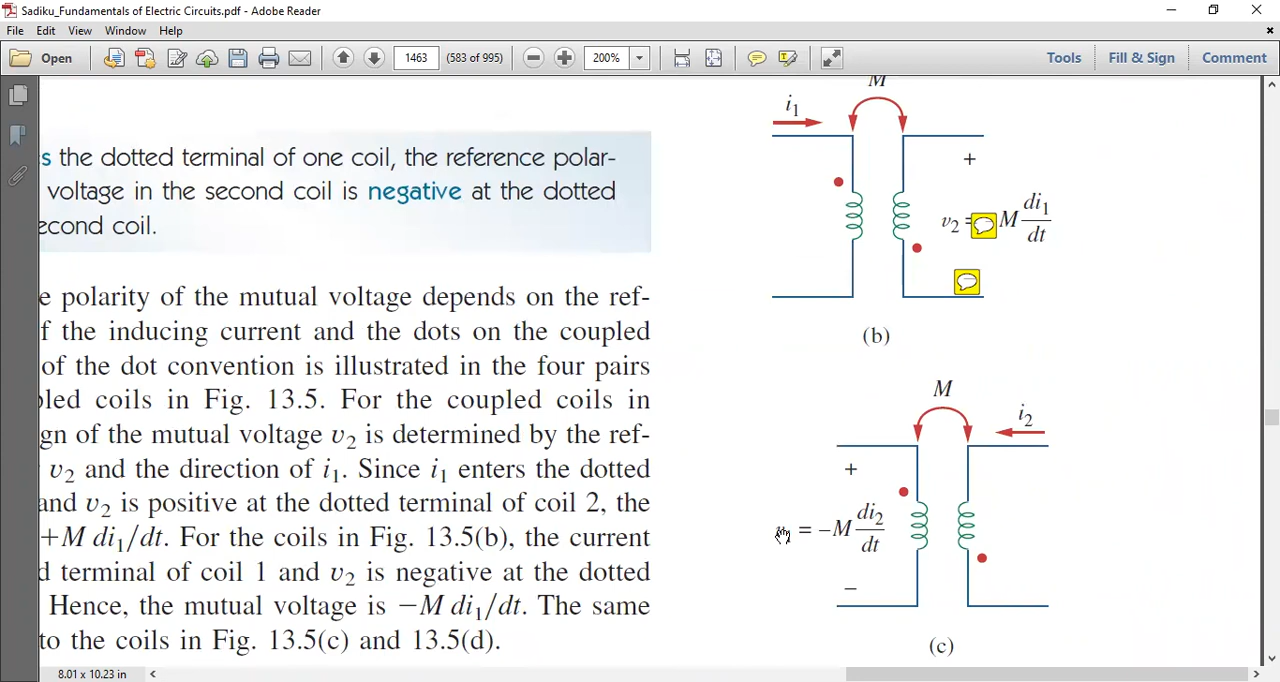 Sadiku_Fundamentals of Electric Circuits.pdf - Adobe Reader
File Edit View Window Help
Open 1463 (583 of 995) 200% Tools Fill & Sign Comment
s the dotted terminal of one coil, the reference polar-
voltage in the second coil is negative at the dotted
econd coil.
e polarity of the mutual voltage depends on the ref-
f the inducing current and the dots on the coupled
of the dot convention is illustrated in the four pairs
pled coils in Fig. 13.5. For the coupled coils in
gn of the mutual voltage v₂ is determined by the ref-
v₂ and the direction of i₁. Since i₁ enters the dotted
and v₂ is positive at the dotted terminal of coil 2, the
+M di₁/dt. For the coils in Fig. 13.5(b), the current
d terminal of coil 1 and v₂ is negative at the dotted
Hence, the mutual voltage is −M di₁/dt. The same
to the coils in Fig. 13.5(c) and 13.5(d).
M
i₁
+
v₂ = M di₁/dt
(b)
M
i₂
+
= −M di₂/dt
−
(c)
8.01 x 10.23 in